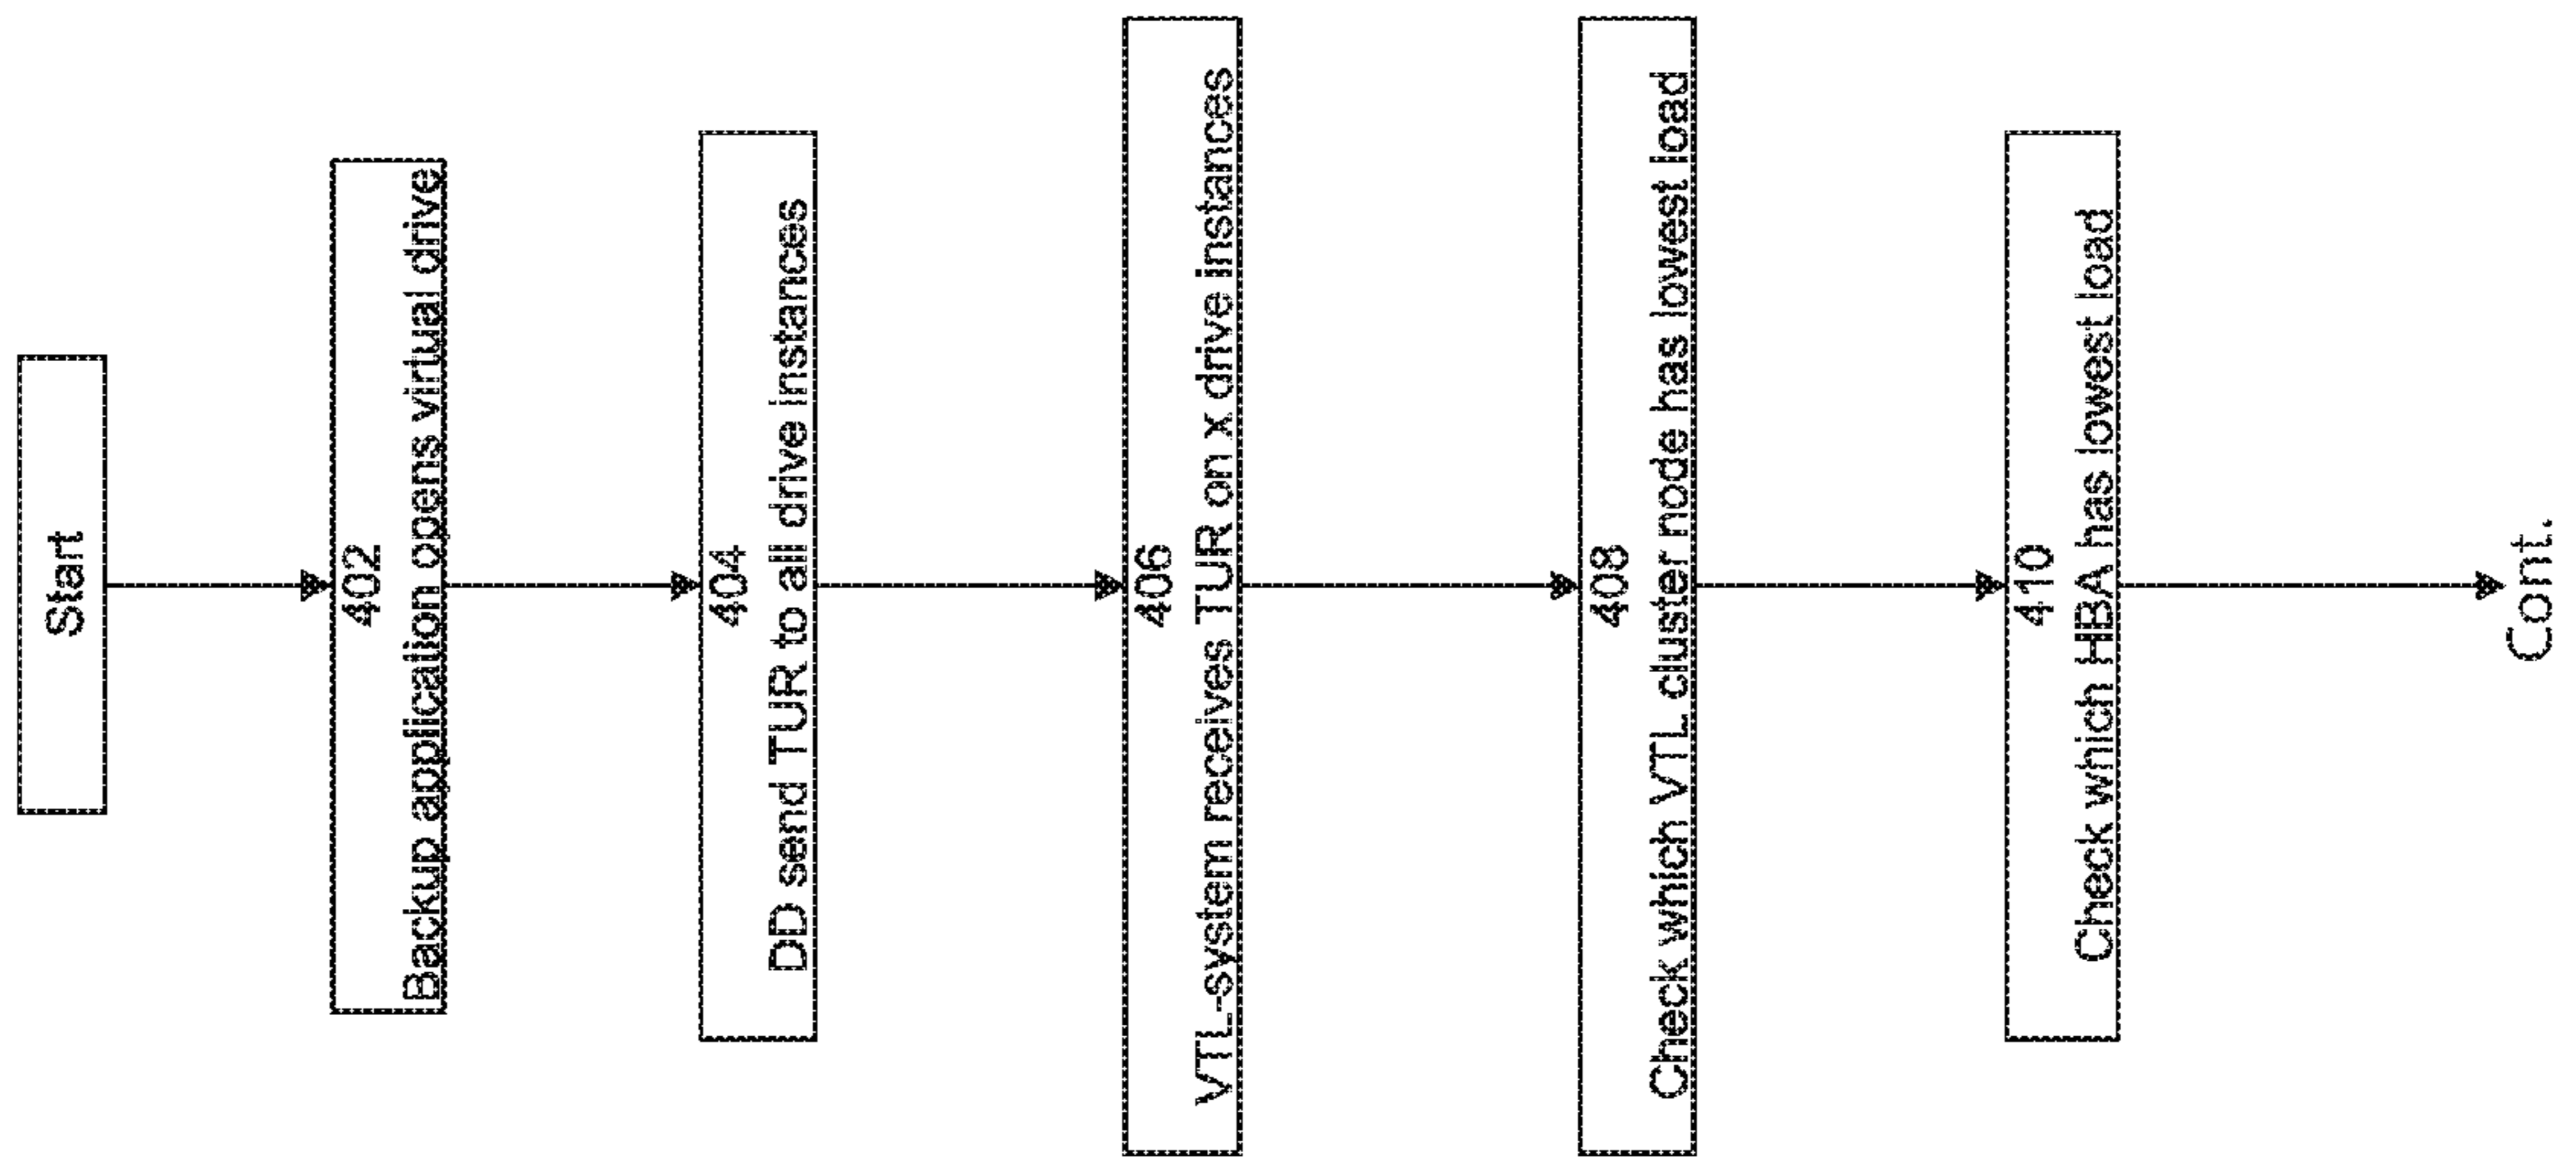 Start
402
Backup application opens virtual drive
404
DD send TUR to all drive instances
406
VTL-system receives TUR on x drive instances
408
Check which VTL cluster node has lowest load
410
Check which HBA has lowest load
Cont.